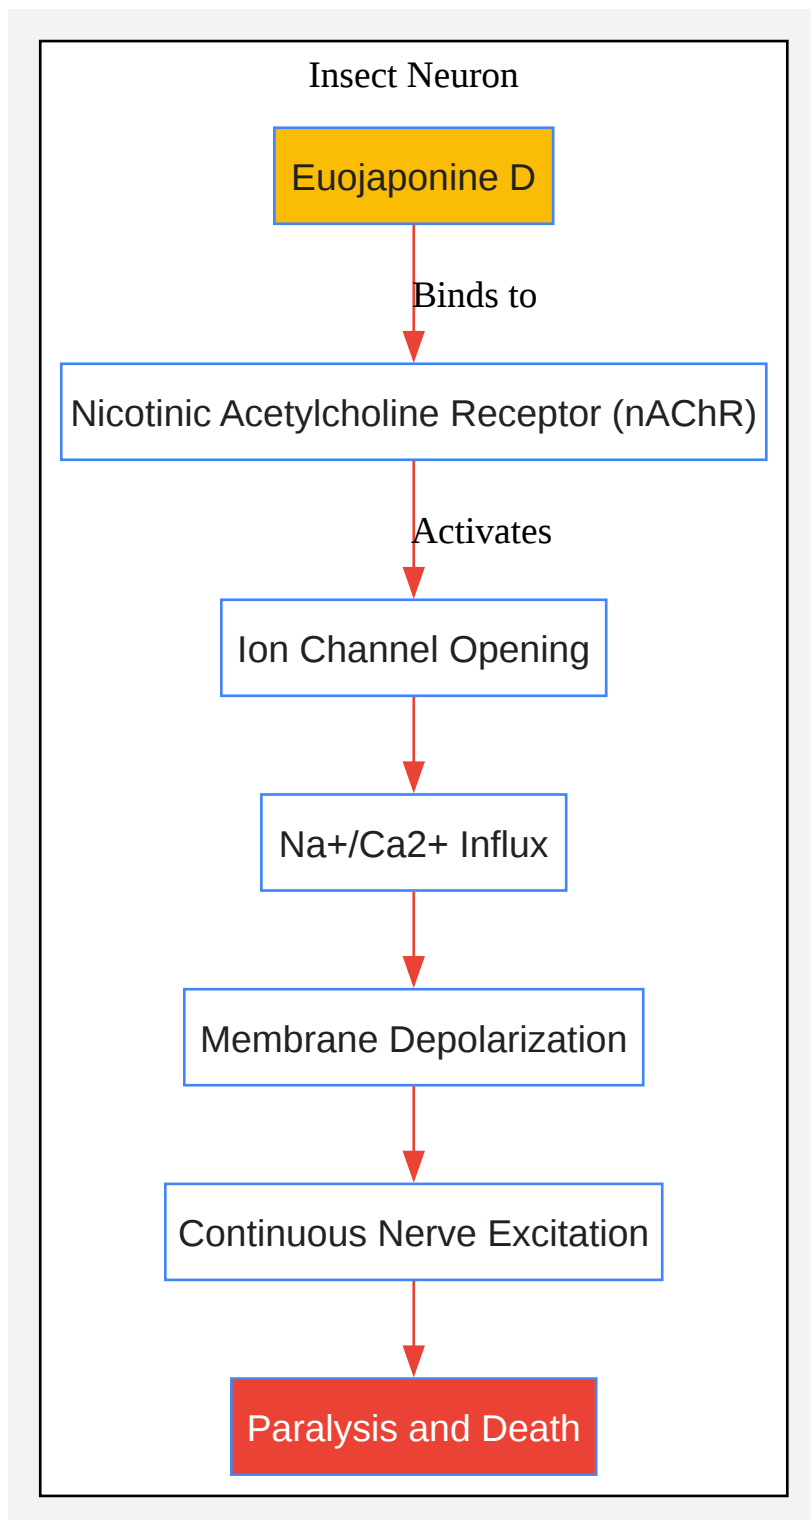 Insect Neuron
Euojaponine D
Binds to
Nicotinic Acetylcholine Receptor (nAChR)
Activates
Ion Channel Opening
Na+/Ca2+ Influx
Membrane Depolarization
Continuous Nerve Excitation
Paralysis and Death